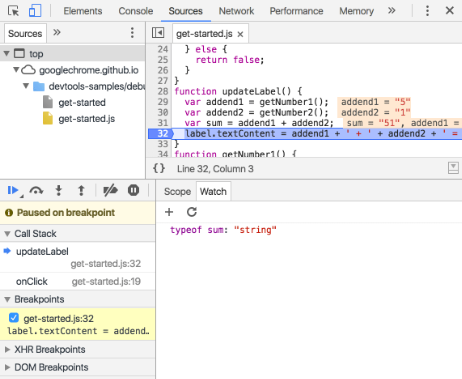 Elements Console Sources Network Performance Memory »
Sources »
get-started.js ×
top
googlechrome.github.io
devtools-samples/debu
get-started
get-started.js
24 } else {
25 return false;
26 }
27 }
28 function updateLabel() {
29 var addend1 = getNumber1(); addend1 = "5"
30 var addend2 = getNumber2(); addend2 = "1"
31 var sum = addend1 + addend2; sum = "51", addend1 =
32 label.textContent = addend1 + ' + ' + addend2 + ' =
33 }
34 function getNumber1() {
{} Line 32, Column 3
Paused on breakpoint
Call Stack
updateLabel
get-started.js:32
onClick get-started.js:19
Breakpoints
get-started.js:32
label.textContent = addend…
XHR Breakpoints
DOM Breakpoints
Scope Watch
typeof sum: "string"